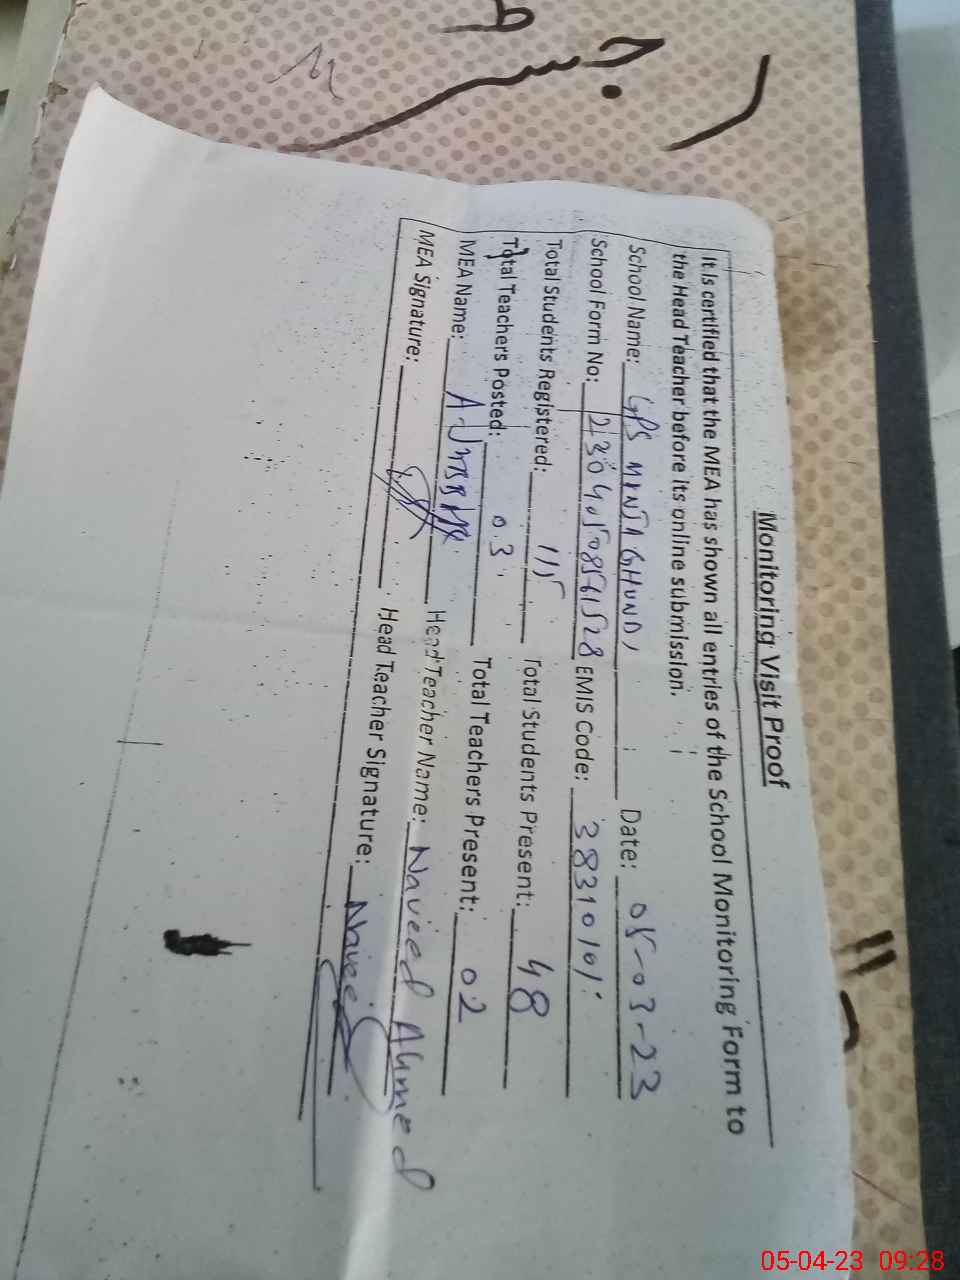 Monitoring Visit Proof
It is certified that the MEA has shown all entries of the School Monitoring Form to
the Head Teacher before its online submission.
School Name: GPS Date: 05-03-23
School Form No: EMIS Code: 38310101
Total Students Registered: 115 Total Students Present: 48
Total Teachers Posted: 03 Total Teachers Present: 02
MEA Name: Head Teacher Name: Naveed Ahmed
MEA Signature: Head Teacher Signature: Naveed
05-04-23 09:28